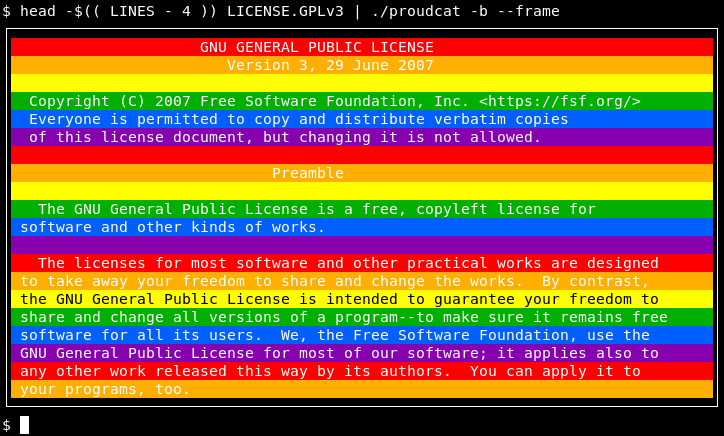 $ head -$(( LINES - 4 )) LICENSE.GPLv3 | ./proudcat -b --frame
GNU GENERAL PUBLIC LICENSE
Version 3, 29 June 2007
Copyright (C) 2007 Free Software Foundation, Inc. <https://fsf.org/>
Everyone is permitted to copy and distribute verbatim copies
of this license document, but changing it is not allowed.
Preamble
The GNU General Public License is a free, copyleft license for
software and other kinds of works.
The licenses for most software and other practical works are designed
to take away your freedom to share and change the works.  By contrast,
the GNU General Public License is intended to guarantee your freedom to
share and change all versions of a program--to make sure it remains free
software for all its users.  We, the Free Software Foundation, use the
GNU General Public License for most of our software; it applies also to
any other work released this way by its authors.  You can apply it to
your programs, too.
$